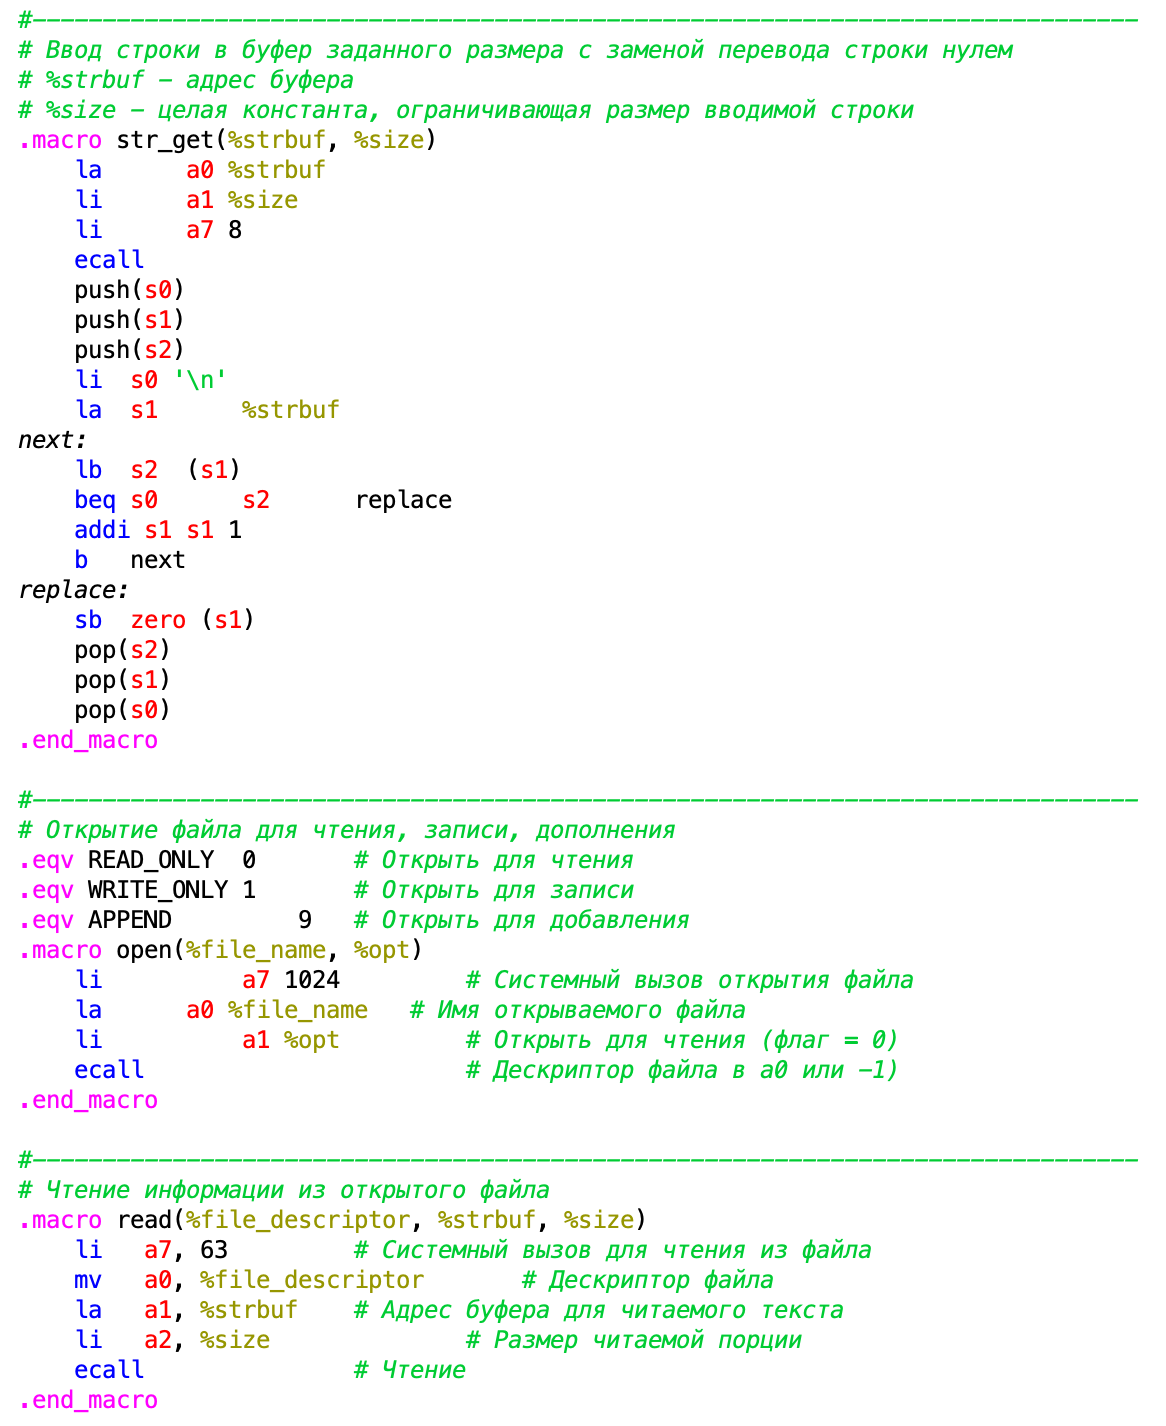 #-------------------------------------------------------------------------------
# Ввод строки в буфер заданного размера с заменой перевода строки нулем
# %strbuf - адрес буфера
# %size - целая константа, ограничивающая размер вводимой строки
.macro str_get(%strbuf, %size)
    la      a0 %strbuf
    li      a1 %size
    li      a7 8
    ecall
    push(s0)
    push(s1)
    push(s2)
    li  s0 '\n'
    la  s1      %strbuf
next:
    lb  s2  (s1)
    beq s0      s2      replace
    addi s1 s1 1
    b   next
replace:
    sb  zero (s1)
    pop(s2)
    pop(s1)
    pop(s0)
.end_macro

#-------------------------------------------------------------------------------
# Открытие файла для чтения, записи, дополнения
.eqv READ_ONLY  0       # Открыть для чтения
.eqv WRITE_ONLY 1       # Открыть для записи
.eqv APPEND         9   # Открыть для добавления
.macro open(%file_name, %opt)
    li          a7 1024         # Системный вызов открытия файла
    la      a0 %file_name   # Имя открываемого файла
    li          a1 %opt         # Открыть для чтения (флаг = 0)
    ecall                       # Дескриптор файла в a0 или -1)
.end_macro

#-------------------------------------------------------------------------------
# Чтение информации из открытого файла
.macro read(%file_descriptor, %strbuf, %size)
    li   a7, 63         # Системный вызов для чтения из файла
    mv   a0, %file_descriptor       # Дескриптор файла
    la   a1, %strbuf    # Адрес буфера для читаемого текста
    li   a2, %size              # Размер читаемой порции
    ecall               # Чтение
.end_macro